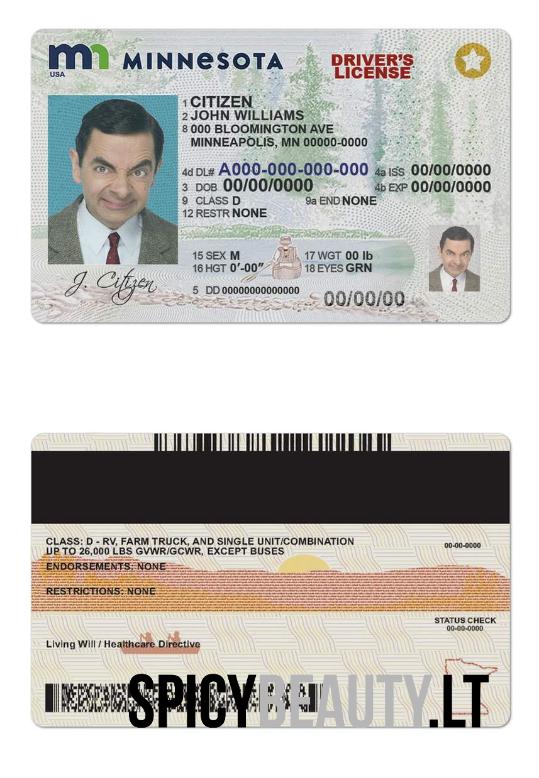 mn MINNESOTA DRIVER'S
USA LICENSE
1 CITIZEN
2 JOHN WILLIAMS
8 000 BLOOMINGTON AVE
MINNEAPOLIS, MN 00000-0000
4d DL# A000-000-000-000 4a ISS 00/00/0000
3 DOB 00/00/0000 4b EXP 00/00/0000
9 CLASS D 9a END NONE
12 RESTR NONE
15 SEX M 17 WGT 00 lb
16 HGT 0'-00" 18 EYES GRN
J. Citizen
5 DD 00000000000000
00/00/00
CLASS: D - RV, FARM TRUCK, AND SINGLE UNIT/COMBINATION
UP TO 26,000 LBS GVWR/GCWR, EXCEPT BUSES
00-00-0000
ENDORSEMENTS: NONE
RESTRICTIONS: NONE
STATUS CHECK
00-00-0000
Living Will / Healthcare Directive
SPICYBEAUTY.LT